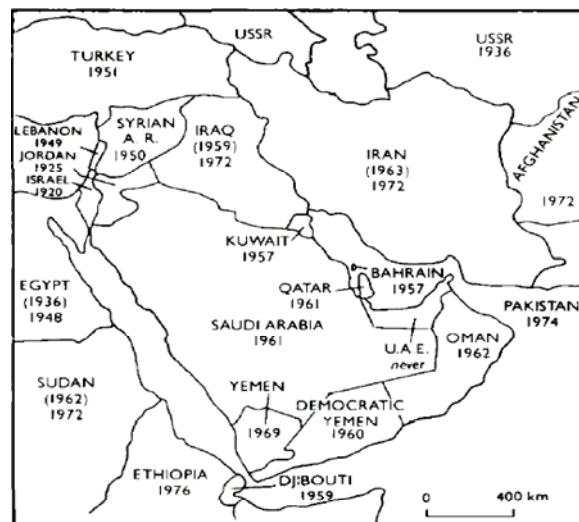 USSR
TURKEY
1951
USSR
1936
LEBANON
1949
JORDAN
1925
ISRAEL
1920
SYRIAN
A. R.
1950
IRAQ
(1959)
1972
IRAN
(1963)
1972
AFGHANISTAN
1972
KUWAIT
1957
BAHRAIN
1957
QATAR
1961
EGYPT
(1936)
1948
SAUDI ARABIA
1961
U.A.E.
never
OMAN
1962
PAKISTAN
1974
SUDAN
(1962)
1972
YEMEN
1969
DEMOCRATIC
YEMEN
1960
ETHIOPIA
1976
DJIBOUTI
1959
0 400 km